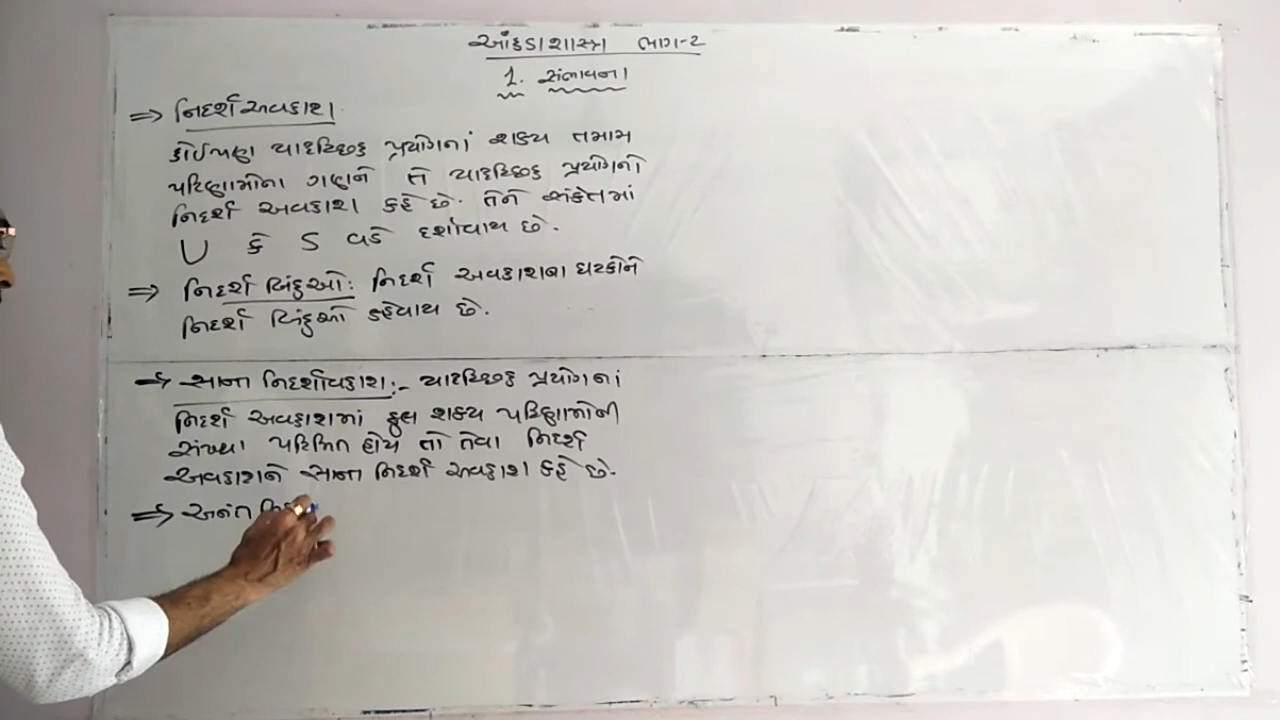 આંકડાશાસ્ત્ર ભાગ-2
1. સંભાવના
⇒ નિદર્શ અવકાશ
કોઈપણ યાદચ્છિક પ્રયોગનાં શક્ય તમામ
પરિણામોના ગણને તે યાદચ્છિક પ્રયોગનો
નિદર્શ અવકાશ કહે છે. તેને સંકેતમાં
U કે S વડે દર્શાવાય છે.
⇒ નિદર્શ બિંદુઓ: નિદર્શ અવકાશના ઘટકોને
નિદર્શ બિંદુઓ કહેવાય છે.
⇒ સાન્ત નિદર્શાવકાશ:- યાદચ્છિક પ્રયોગનાં
નિદર્શ અવકાશમાં કુલ શક્ય પરિણામોની
સંખ્યા પરિમિત હોય તો તેવા નિદર્શ
અવકાશને સાન્ત નિદર્શ અવકાશ કહે છે.
⇒ અનંત